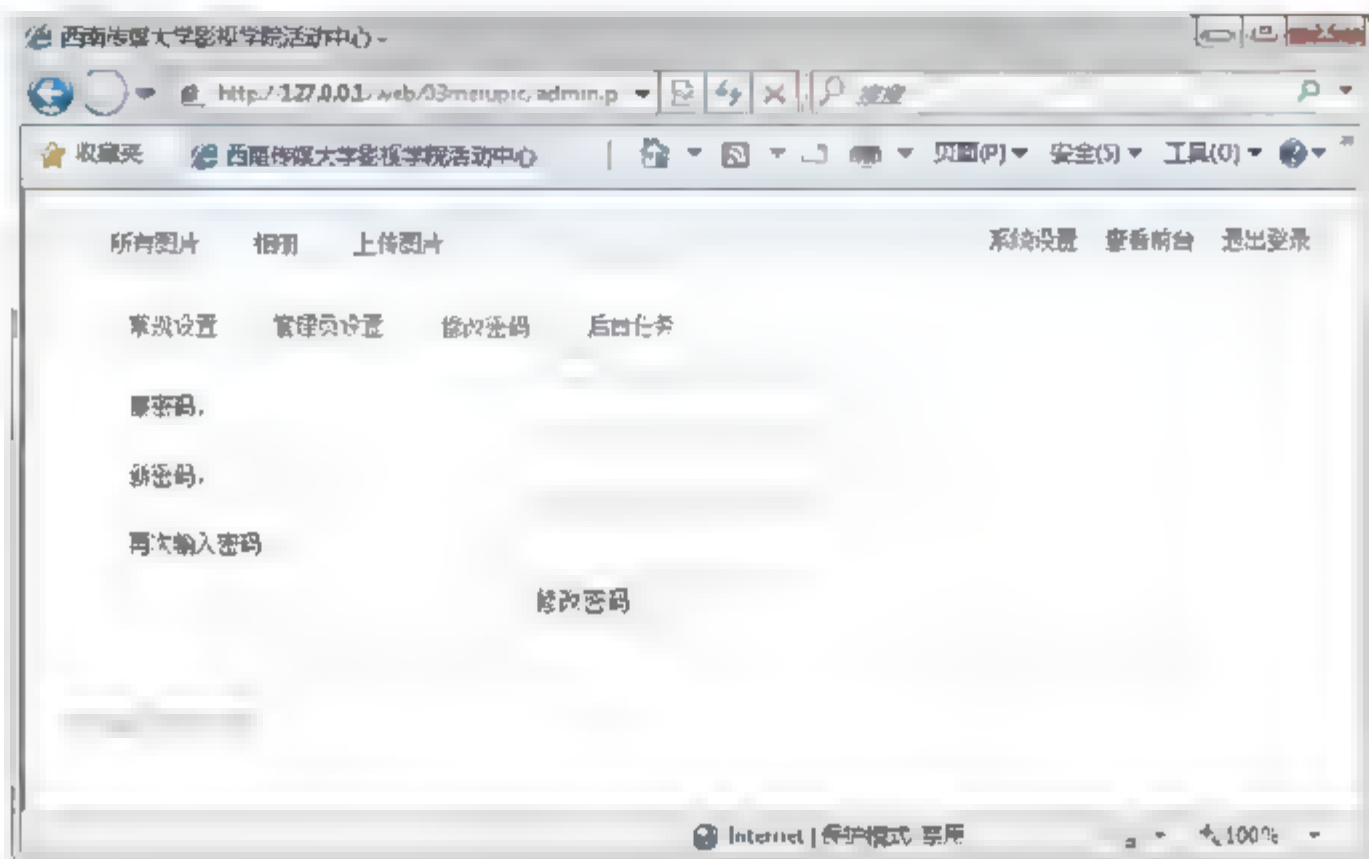 西南传媒大学影视学院活动中心 -
http://127.0.0.1/web/03meiupic/admin.p 搜搜
收藏夹 西南传媒大学影视学院活动中心 页面(P) 安全(S) 工具(O)
所有图片 相册 上传图片 系统设置 查看前台 退出登录
常规设置 管理员设置 修改密码 后台任务
原密码:
新密码:
再次输入密码
修改密码
Internet | 保护模式: 禁用 100%